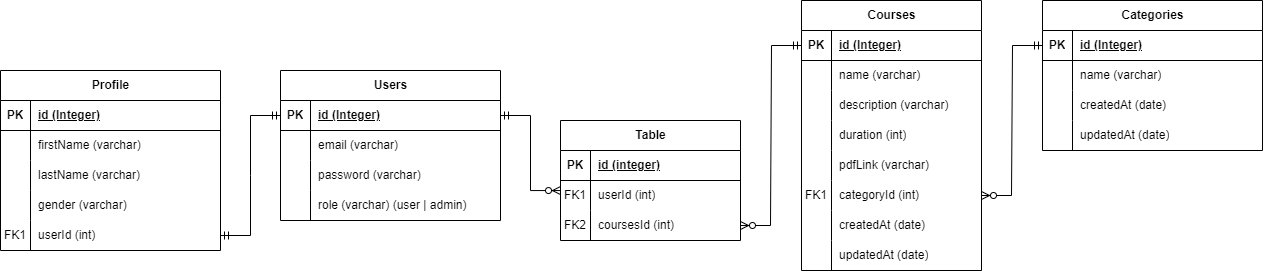 Profile
PK id (Integer)
firstName (varchar)
lastName (varchar)
gender (varchar)
FK1 userId (int)
Users
PK id (Integer)
email (varchar)
password (varchar)
role (varchar) (user | admin)
Table
PK id (integer)
FK1 userId (int)
FK2 coursesId (int)
Courses
PK id (Integer)
name (varchar)
description (varchar)
duration (int)
pdfLink (varchar)
FK1 categoryId (int)
createdAt (date)
updatedAt (date)
Categories
PK id (Integer)
name (varchar)
createdAt (date)
updatedAt (date)